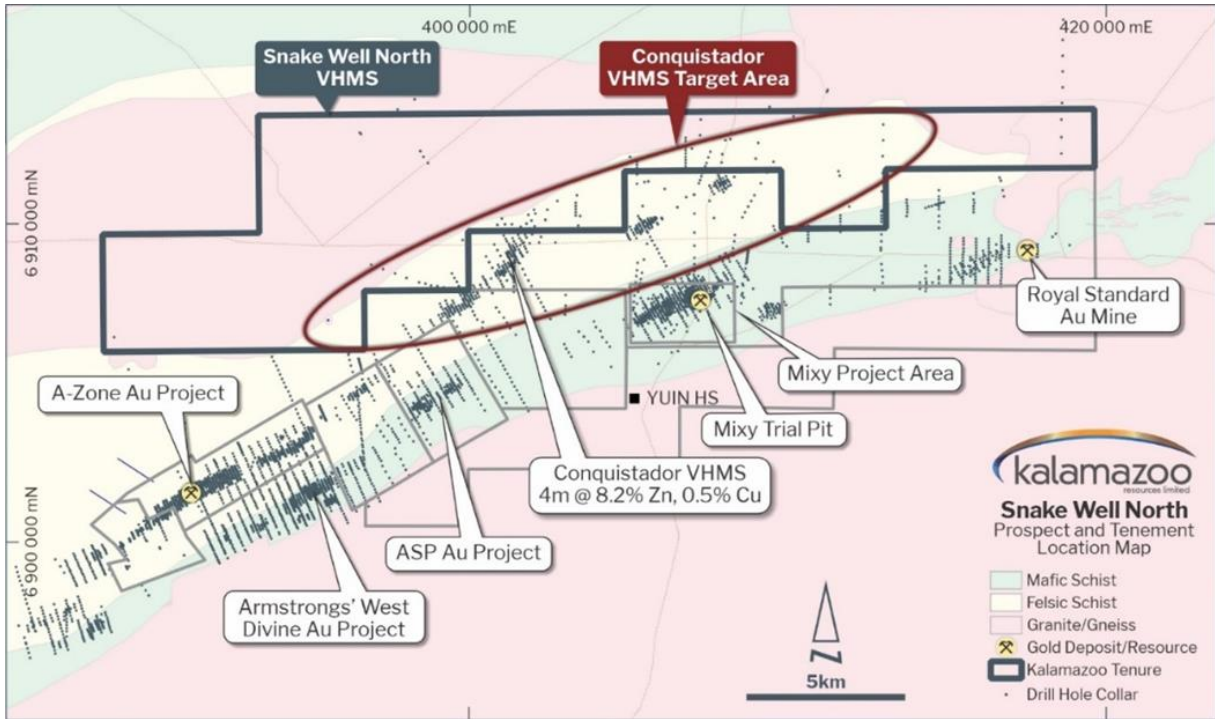 400 000 mE
420 000 mE
Snake Well North
VHMS
Conquistador
VHMS Target Area
6 910 000 mN
Royal Standard
Au Mine
A-Zone Au Project
Mixy Project Area
YUIN HS
Mixy Trial Pit
Conquistador VHMS
4m @ 8.2% Zn, 0.5% Cu
kalamazoo
resources limited
Snake Well North
Prospect and Tenement
Location Map
6 900 000 mN
ASP Au Project
Armstrongs' West
Divine Au Project
N
5km
Mafic Schist
Felsic Schist
Granite/Gneiss
Gold Deposit/Resource
Kalamazoo Tenure
Drill Hole Collar